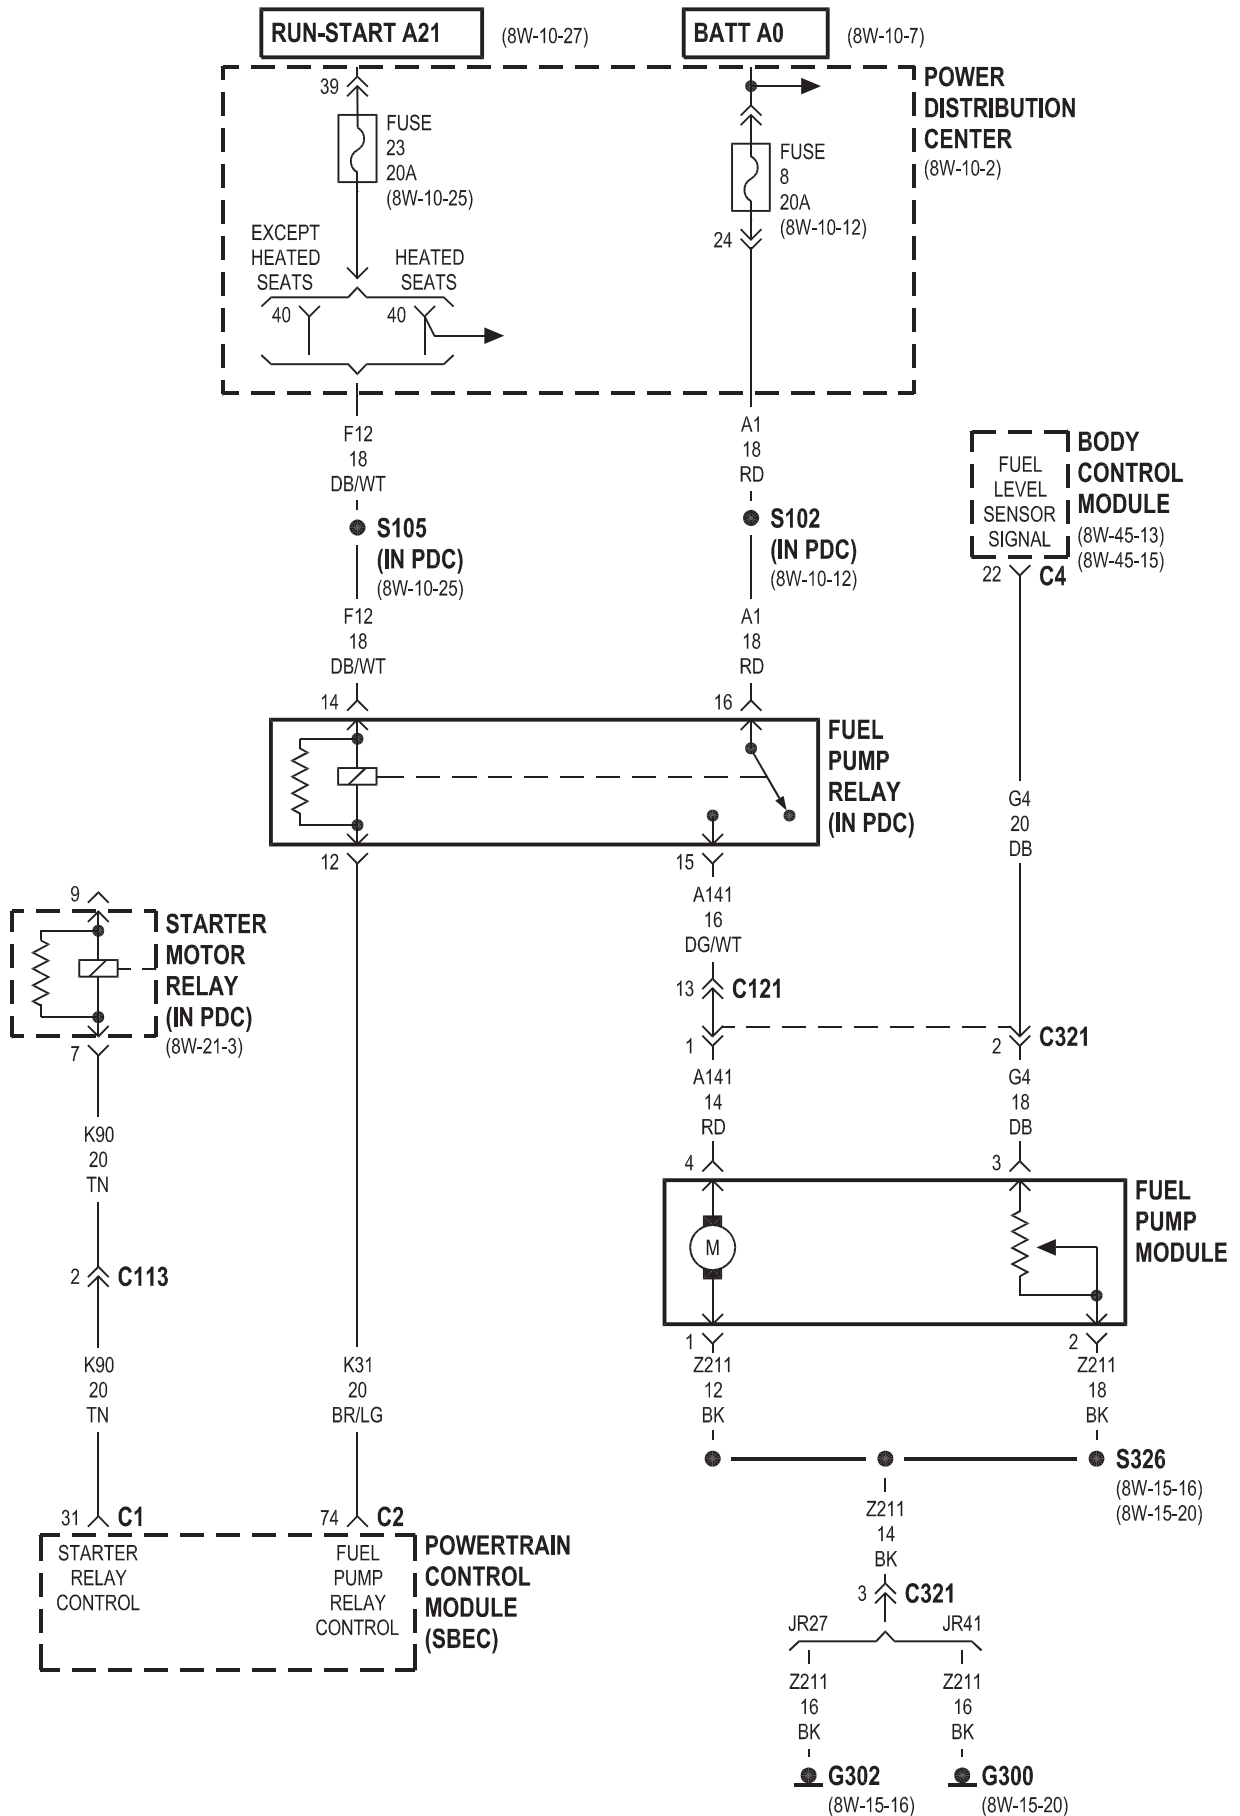 RUN-START A21
(8W-10-27)
BATT A0
(8W-10-7)
POWER
DISTRIBUTION
CENTER
(8W-10-2)
39
FUSE
23
20A
(8W-10-25)
FUSE
8
20A
(8W-10-12)
24
EXCEPT
HEATED
SEATS
HEATED
SEATS
40
40
F12
18
DB/WT
A1
18
RD
S105
(IN PDC)
(8W-10-25)
S102
(IN PDC)
(8W-10-12)
FUEL
LEVEL
SENSOR
SIGNAL
BODY
CONTROL
MODULE
(8W-45-13)
(8W-45-15)
22
C4
F12
18
DB/WT
A1
18
RD
14
16
FUEL
PUMP
RELAY
(IN PDC)
G4
20
DB
12
15
A141
16
DG/WT
9
STARTER
MOTOR
RELAY
(IN PDC)
(8W-21-3)
7
13
C121
1
2
C321
A141
14
RD
G4
18
DB
K90
20
TN
4
3
FUEL
PUMP
MODULE
M
2
C113
1
2
K90
20
TN
K31
20
BR/LG
Z211
12
BK
Z211
18
BK
S326
(8W-15-16)
(8W-15-20)
31
C1
74
C2
STARTER
RELAY
CONTROL
FUEL
PUMP
RELAY
CONTROL
POWERTRAIN
CONTROL
MODULE
(SBEC)
Z211
14
BK
3
C321
JR27
JR41
Z211
16
BK
Z211
16
BK
G302
(8W-15-16)
G300
(8W-15-20)